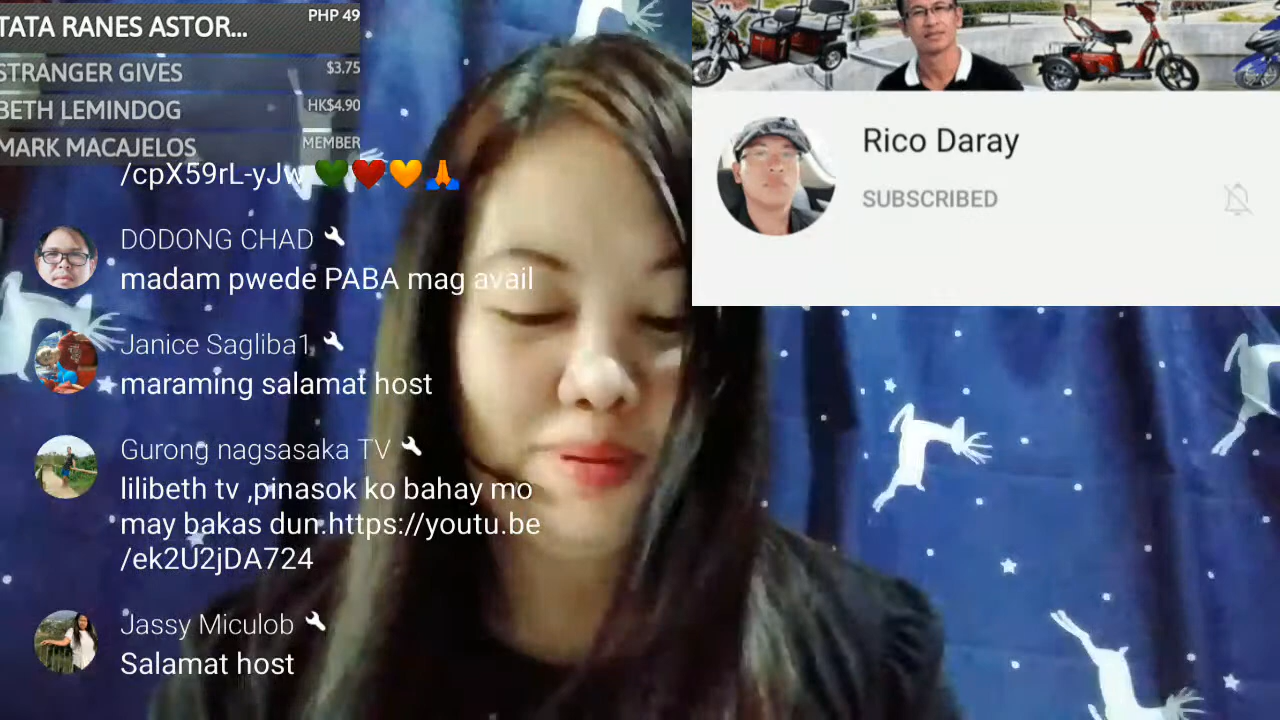 TATA RANES ASTOR...
PHP 49
STRANGER GIVES
$3.75
BETH LEMINDOG
HK$4.90
MARK MACAJELOS
MEMBER
/cpX59rL-yJw 💚❤️🧡🙏
DODONG CHAD
madam pwede PABA mag avail
Janice Sagliba1
maraming salamat host
Gurong nagsasaka TV
lilibeth tv ,pinasok ko bahay mo
may bakas dun.https://youtu.be
/ek2U2jDA724
Jassy Miculob
Salamat host
Rico Daray
SUBSCRIBED